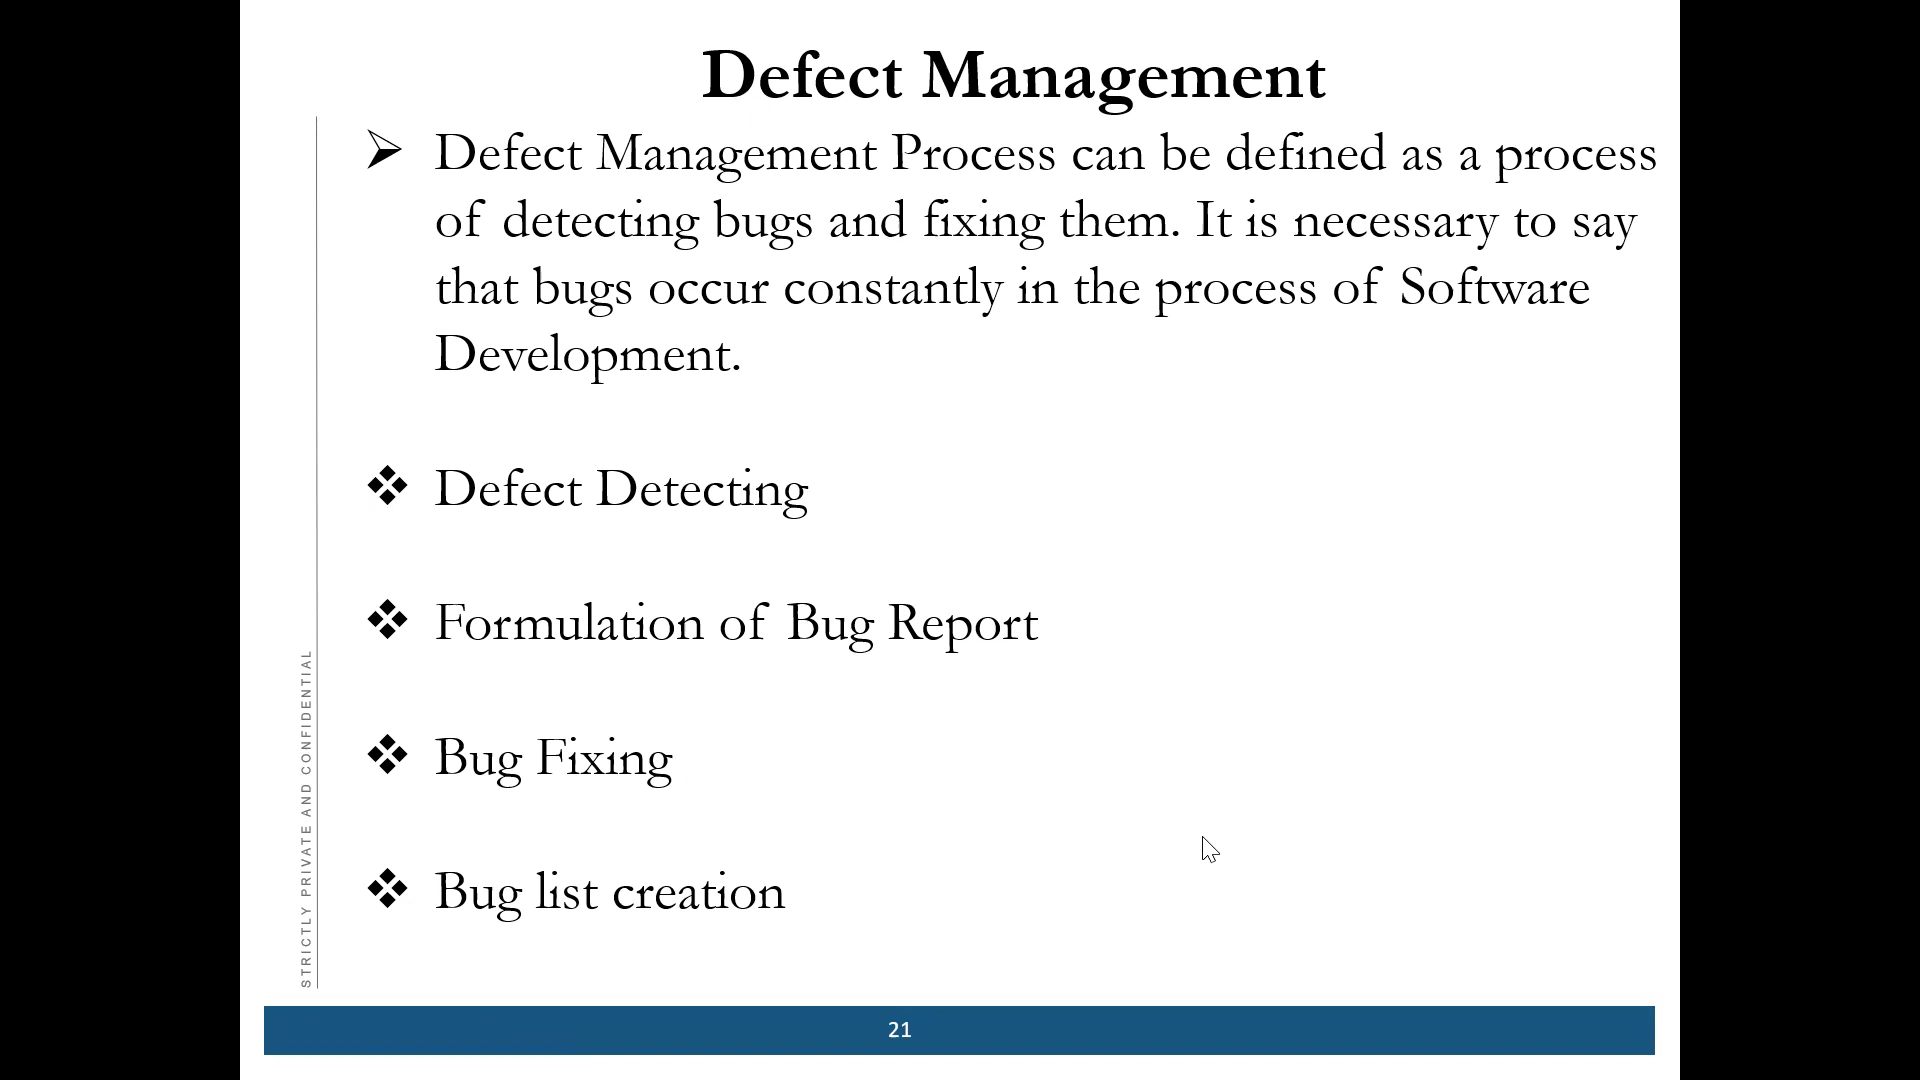 Defect Management
Defect Management Process can be defined as a process
of detecting bugs and fixing them. It is necessary to say
that bugs occur constantly in the process of Software
Development.
Defect Detecting
Formulation of Bug Report
Bug Fixing
Bug list creation
STRICTLY PRIVATE AND CONFIDENTIAL
21